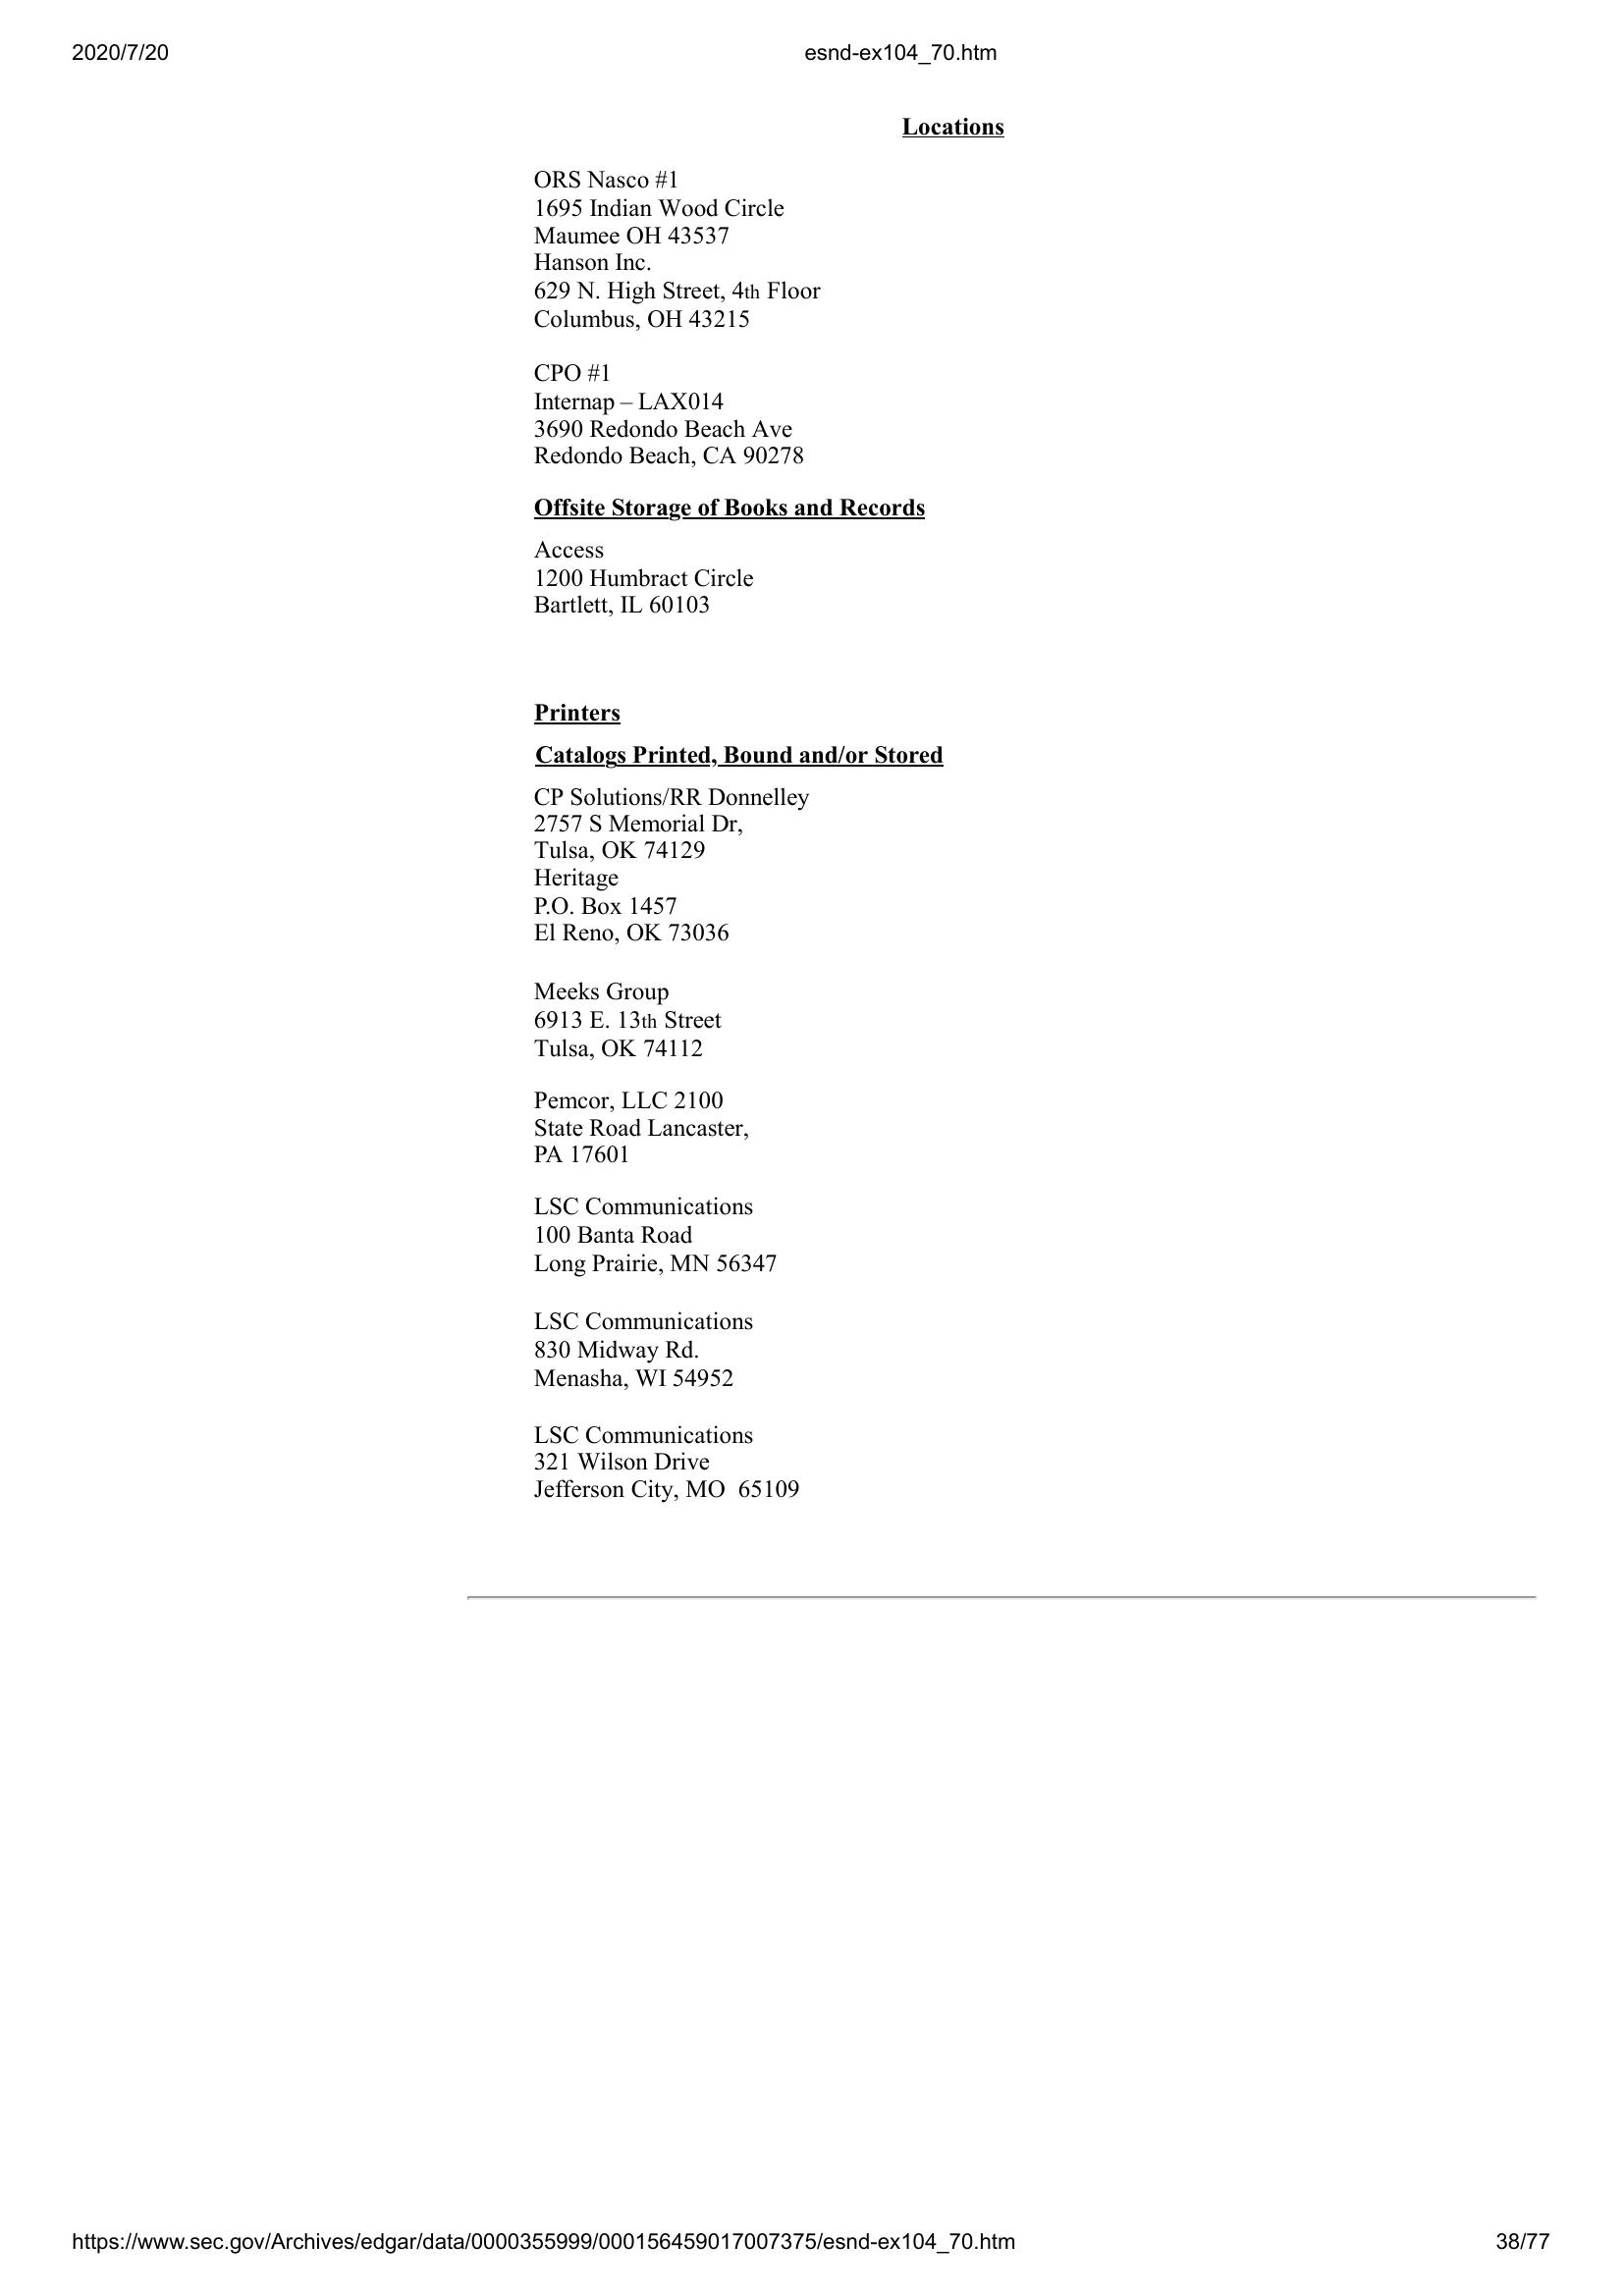 2020/7/20
esnd-ex104_70.htm
Locations
ORS Nasco #1
1695 Indian Wood Circle
Maumee OH 43537
Hanson Inc.
629 N. High Street, 4th Floor
Columbus, OH 43215
CPO #1
Internap – LAX014
3690 Redondo Beach Ave
Redondo Beach, CA 90278
Offsite Storage of Books and Records
Access
1200 Humbract Circle
Bartlett, IL 60103
Printers
Catalogs Printed, Bound and/or Stored
CP Solutions/RR Donnelley
2757 S Memorial Dr,
Tulsa, OK 74129
Heritage
P.O. Box 1457
El Reno, OK 73036
Meeks Group
6913 E. 13th Street
Tulsa, OK 74112
Pemcor, LLC 2100
State Road Lancaster,
PA 17601
LSC Communications
100 Banta Road
Long Prairie, MN 56347
LSC Communications
830 Midway Rd.
Menasha, WI 54952
LSC Communications
321 Wilson Drive
Jefferson City, MO  65109
https://www.sec.gov/Archives/edgar/data/0000355999/000156459017007375/esnd-ex104_70.htm
38/77